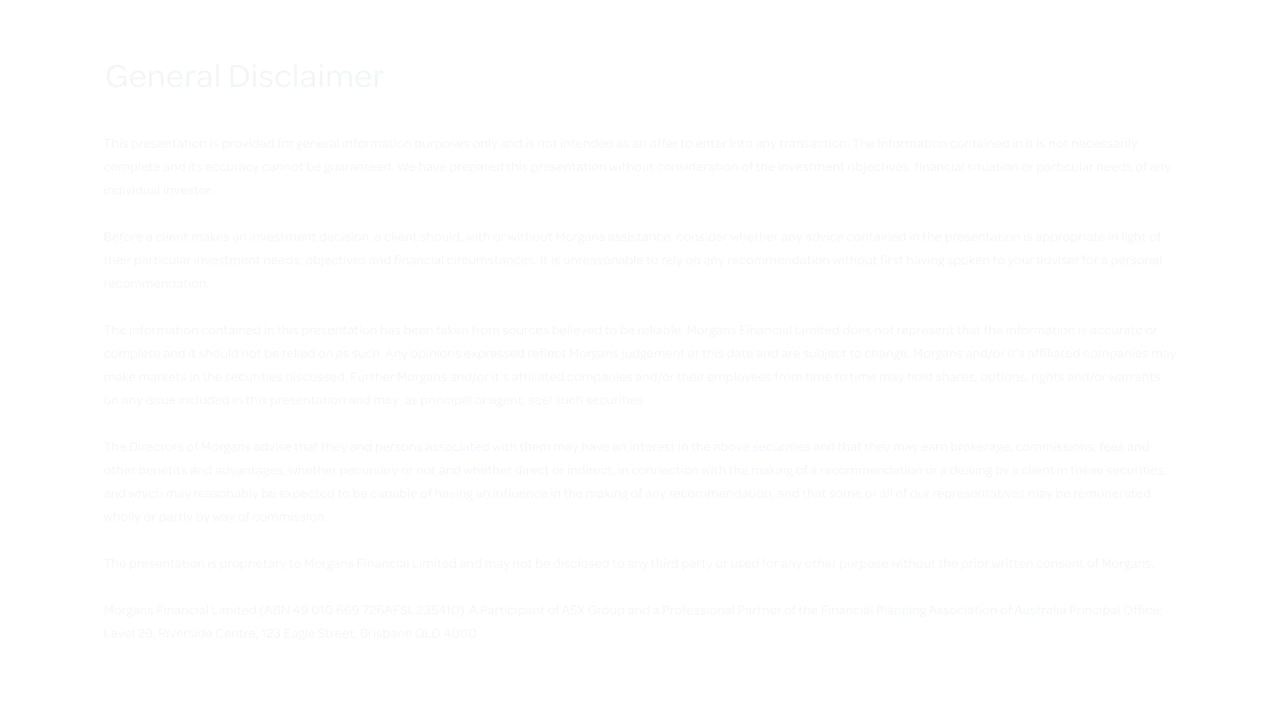 General Disclaimer
This presentation is provided for general information purposes only and is not intended as an offer to enter into any transaction. The information contained in it is not necessarily
complete and its accuracy cannot be guaranteed. We have prepared this presentation without consideration of the investment objectives, financial situation or particular needs of any
individual investor.
Before a client makes an investment decision, a client should, with or without Morgans assistance, consider whether any advice contained in the presentation is appropriate in light of
their particular investment needs, objectives and financial circumstances. It is unreasonable to rely on any recommendation without first having spoken to your adviser for a personal
recommendation.
The information contained in this presentation has been taken from sources believed to be reliable. Morgans Financial Limited does not represent that the information is accurate or
complete and it should not be relied on as such. Any opinions expressed reflect Morgans judgement at this date and are subject to change. Morgans and/or it's affiliated companies may
make markets in the securities discussed. Further Morgans and/or it's affiliated companies and/or their employees from time to time may hold shares, options, rights and/or warrants
on any issue included in this presentation and may, as principal or agent, sell such securities.
The Directors of Morgans advise that they and persons associated with them may have an interest in the above securities and that they may earn brokerage, commissions, fees and
other benefits and advantages, whether pecuniary or not and whether direct or indirect, in connection with the making of a recommendation or a dealing by a client in these securities,
and which may reasonably be expected to be capable of having an influence in the making of any recommendation, and that some or all of our representatives may be remunerated
wholly or partly by way of commission.
The presentation is proprietary to Morgans Financial Limited and may not be disclosed to any third party or used for any other purpose without the prior written consent of Morgans.
Morgans Financial Limited (ABN 49 010 669 726\AFSL 235410). A Participant of ASX Group and a Professional Partner of the Financial Planning Association of Australia Principal Office:
Level 29, Riverside Centre, 123 Eagle Street, Brisbane QLD 4000